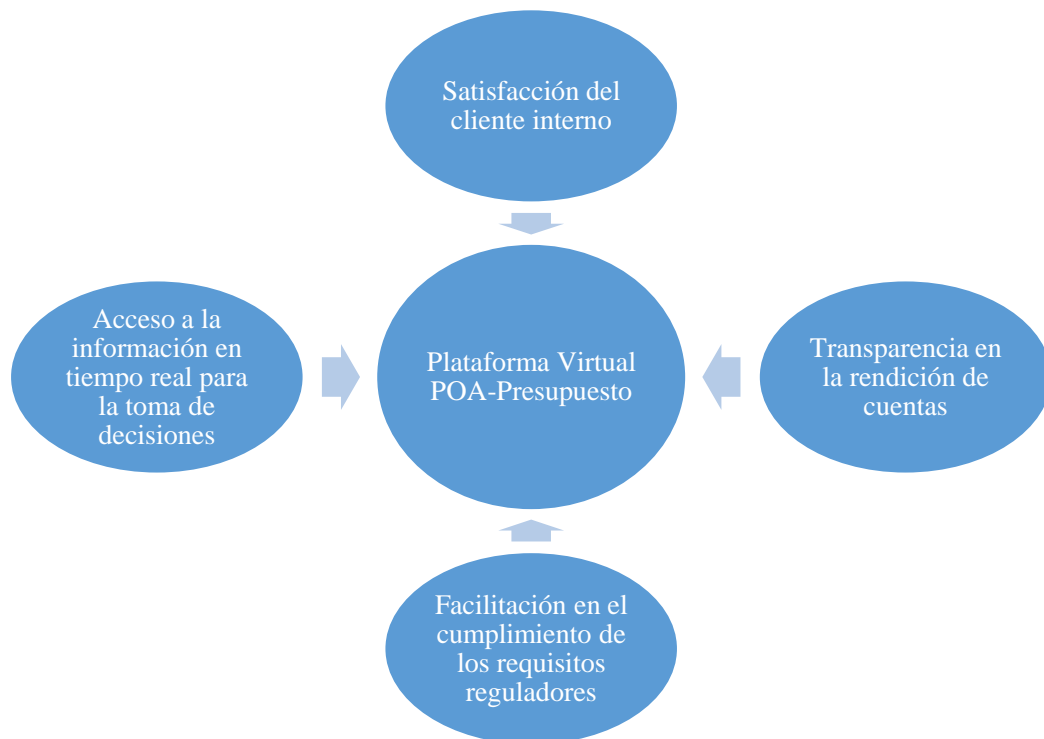 Satisfacción del
cliente interno
Acceso a la
información en
tiempo real para
la toma de
decisiones
Plataforma Virtual
POA-Presupuesto
Transparencia en
la rendición de
cuentas
Facilitación en el
cumplimiento de
los requisitos
reguladores